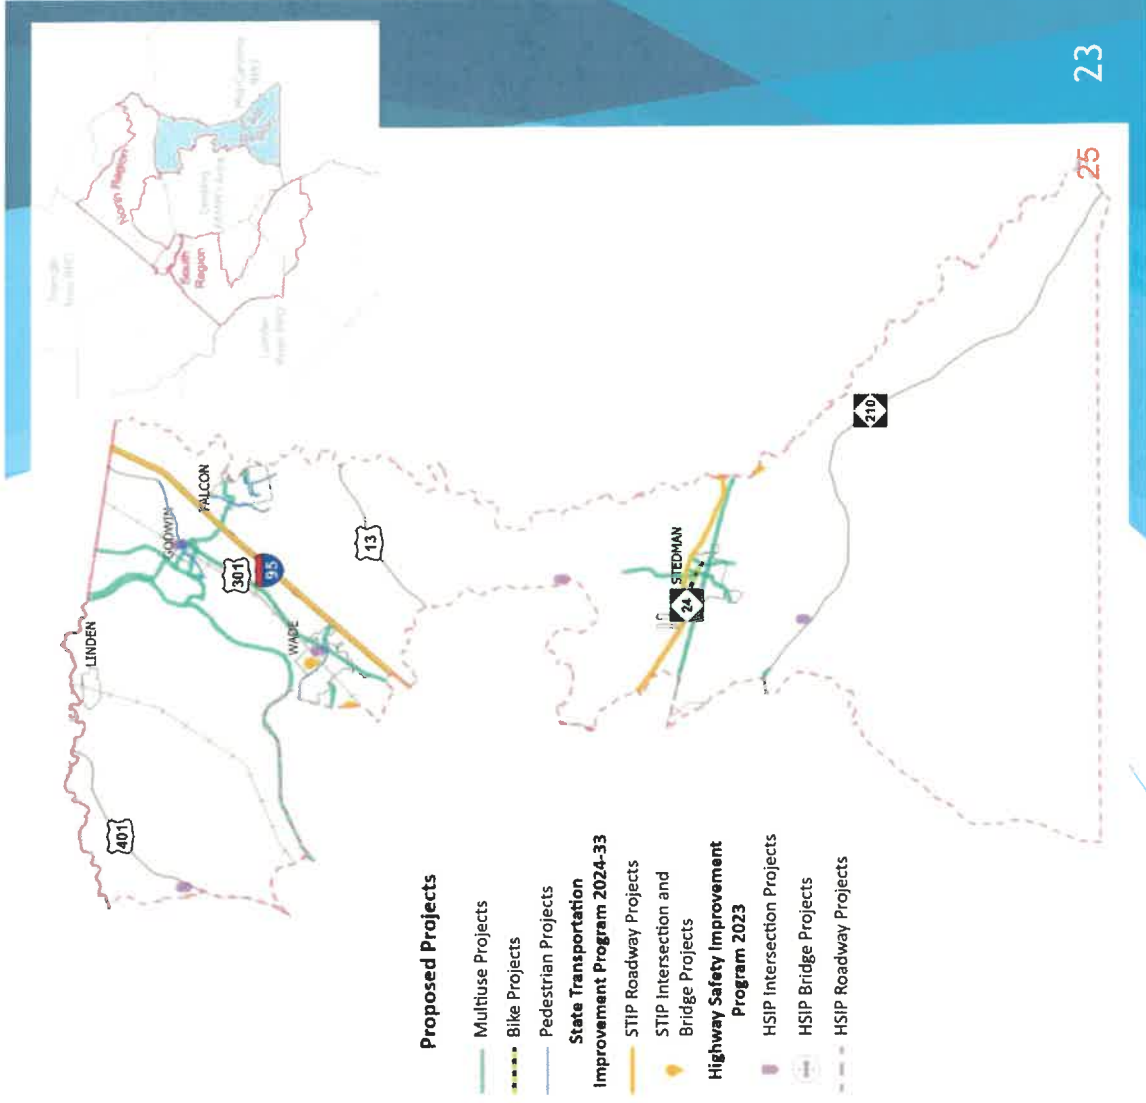 Proposed Projects
Multiuse Projects
Bike Projects
Pedestrian Projects
State Transportation
Improvement Program 2024-33
STIP Roadway Projects
STIP Intersection and
Bridge Projects
Highway Safety Improvement
Program 2023
HSIP Intersection Projects
HSIP Bridge Projects
HSIP Roadway Projects
401
LINDEN
GODWIN
FALCON
301
95
WADE
13
STEDMAN
24
210
North Region
South
Region
25
23